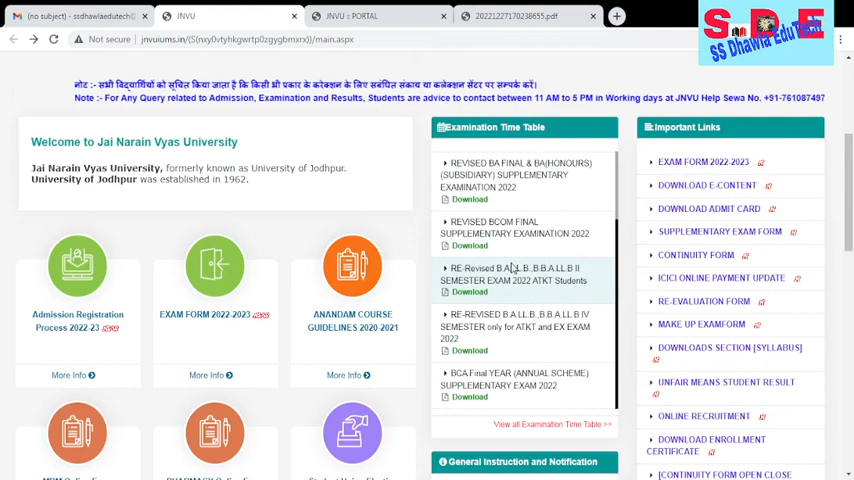 (no subject) - ssdhawlaedutech@
JNVU
JNVU :: PORTAL
20221227170238655.pdf
Not secure
jnvuiums.in/(S(nxy0vtyhkgwrtp0zgygbmxrx))/main.aspx
S D E
SS Dhawla EduTech
नोट :- सभी विद्यार्थियों को सूचित किया जाता है कि किसी भी प्रकार के करेक्शन के लिए सबंधित संकाय या कलेक्शन सेंटर पर सम्पर्क करें।
Note :- For Any Query related to Admission, Examination and Results, Students are advice to contact between 11 AM to 5 PM in Working days at JNVU Help Sewa No. +91-761087497
Welcome to Jai Narain Vyas University
Jai Narain Vyas University, formerly known as University of Jodhpur.
University of Jodhpur was established in 1962.
Admission Registration
Process 2022-23
More Info
EXAM FORM 2022-2023
More Info
ANANDAM COURSE
GUIDELINES 2020-2021
More Info
Examination Time Table
REVISED BA FINAL & BA(HONOURS)
(SUBSIDIARY) SUPPLEMENTARY
EXAMINATION 2022
Download
REVISED BCOM FINAL
SUPPLEMENTARY EXAMINATION 2022
Download
RE-Revised B.A.LL.B.,B.B.A.LL.B II
SEMESTER EXAM 2022 ATKT Students
Download
RE-REVISED B.A.LL.B.,B.B.A.LL.B IV
SEMESTER only for ATKT and EX EXAM
2022
Download
BCA Final YEAR (ANNUAL SCHEME)
SUPPLEMENTARY EXAM 2022
Download
View all Examination Time Table >>
General Instruction and Notification
Important Links
EXAM FORM 2022-2023
DOWNLOAD E-CONTENT
DOWNLOAD ADMIT CARD
SUPPLEMENTARY EXAM FORM
CONTINUITY FORM
ICICI ONLINE PAYMENT UPDATE
RE-EVALUATION FORM
MAKE UP EXAMFORM
DOWNLOADS SECTION [SYLLABUS]
UNFAIR MEANS STUDENT RESULT
ONLINE RECRUITMENT
DOWNLOAD ENROLLMENT
CERTIFICATE
[CONTINUITY FORM OPEN CLOSE